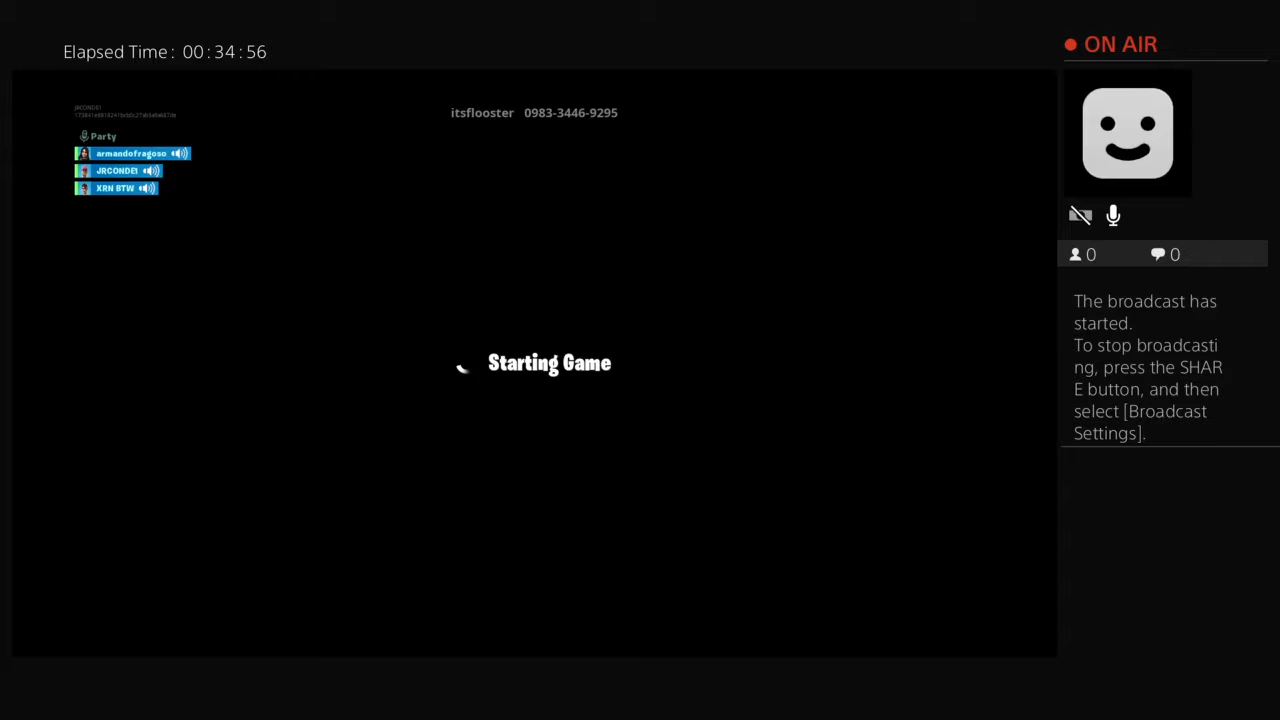 Elapsed Time: 00:34:56
ON AIR
JRCONDE1
itsflooster 0983-3446-9295
Party
armandofragoso
JRCONDE1
XRN BTW
0 0
The broadcast has
started.
To stop broadcasti
ng, press the SHAR
E button, and then
select [Broadcast
Settings].
Starting Game